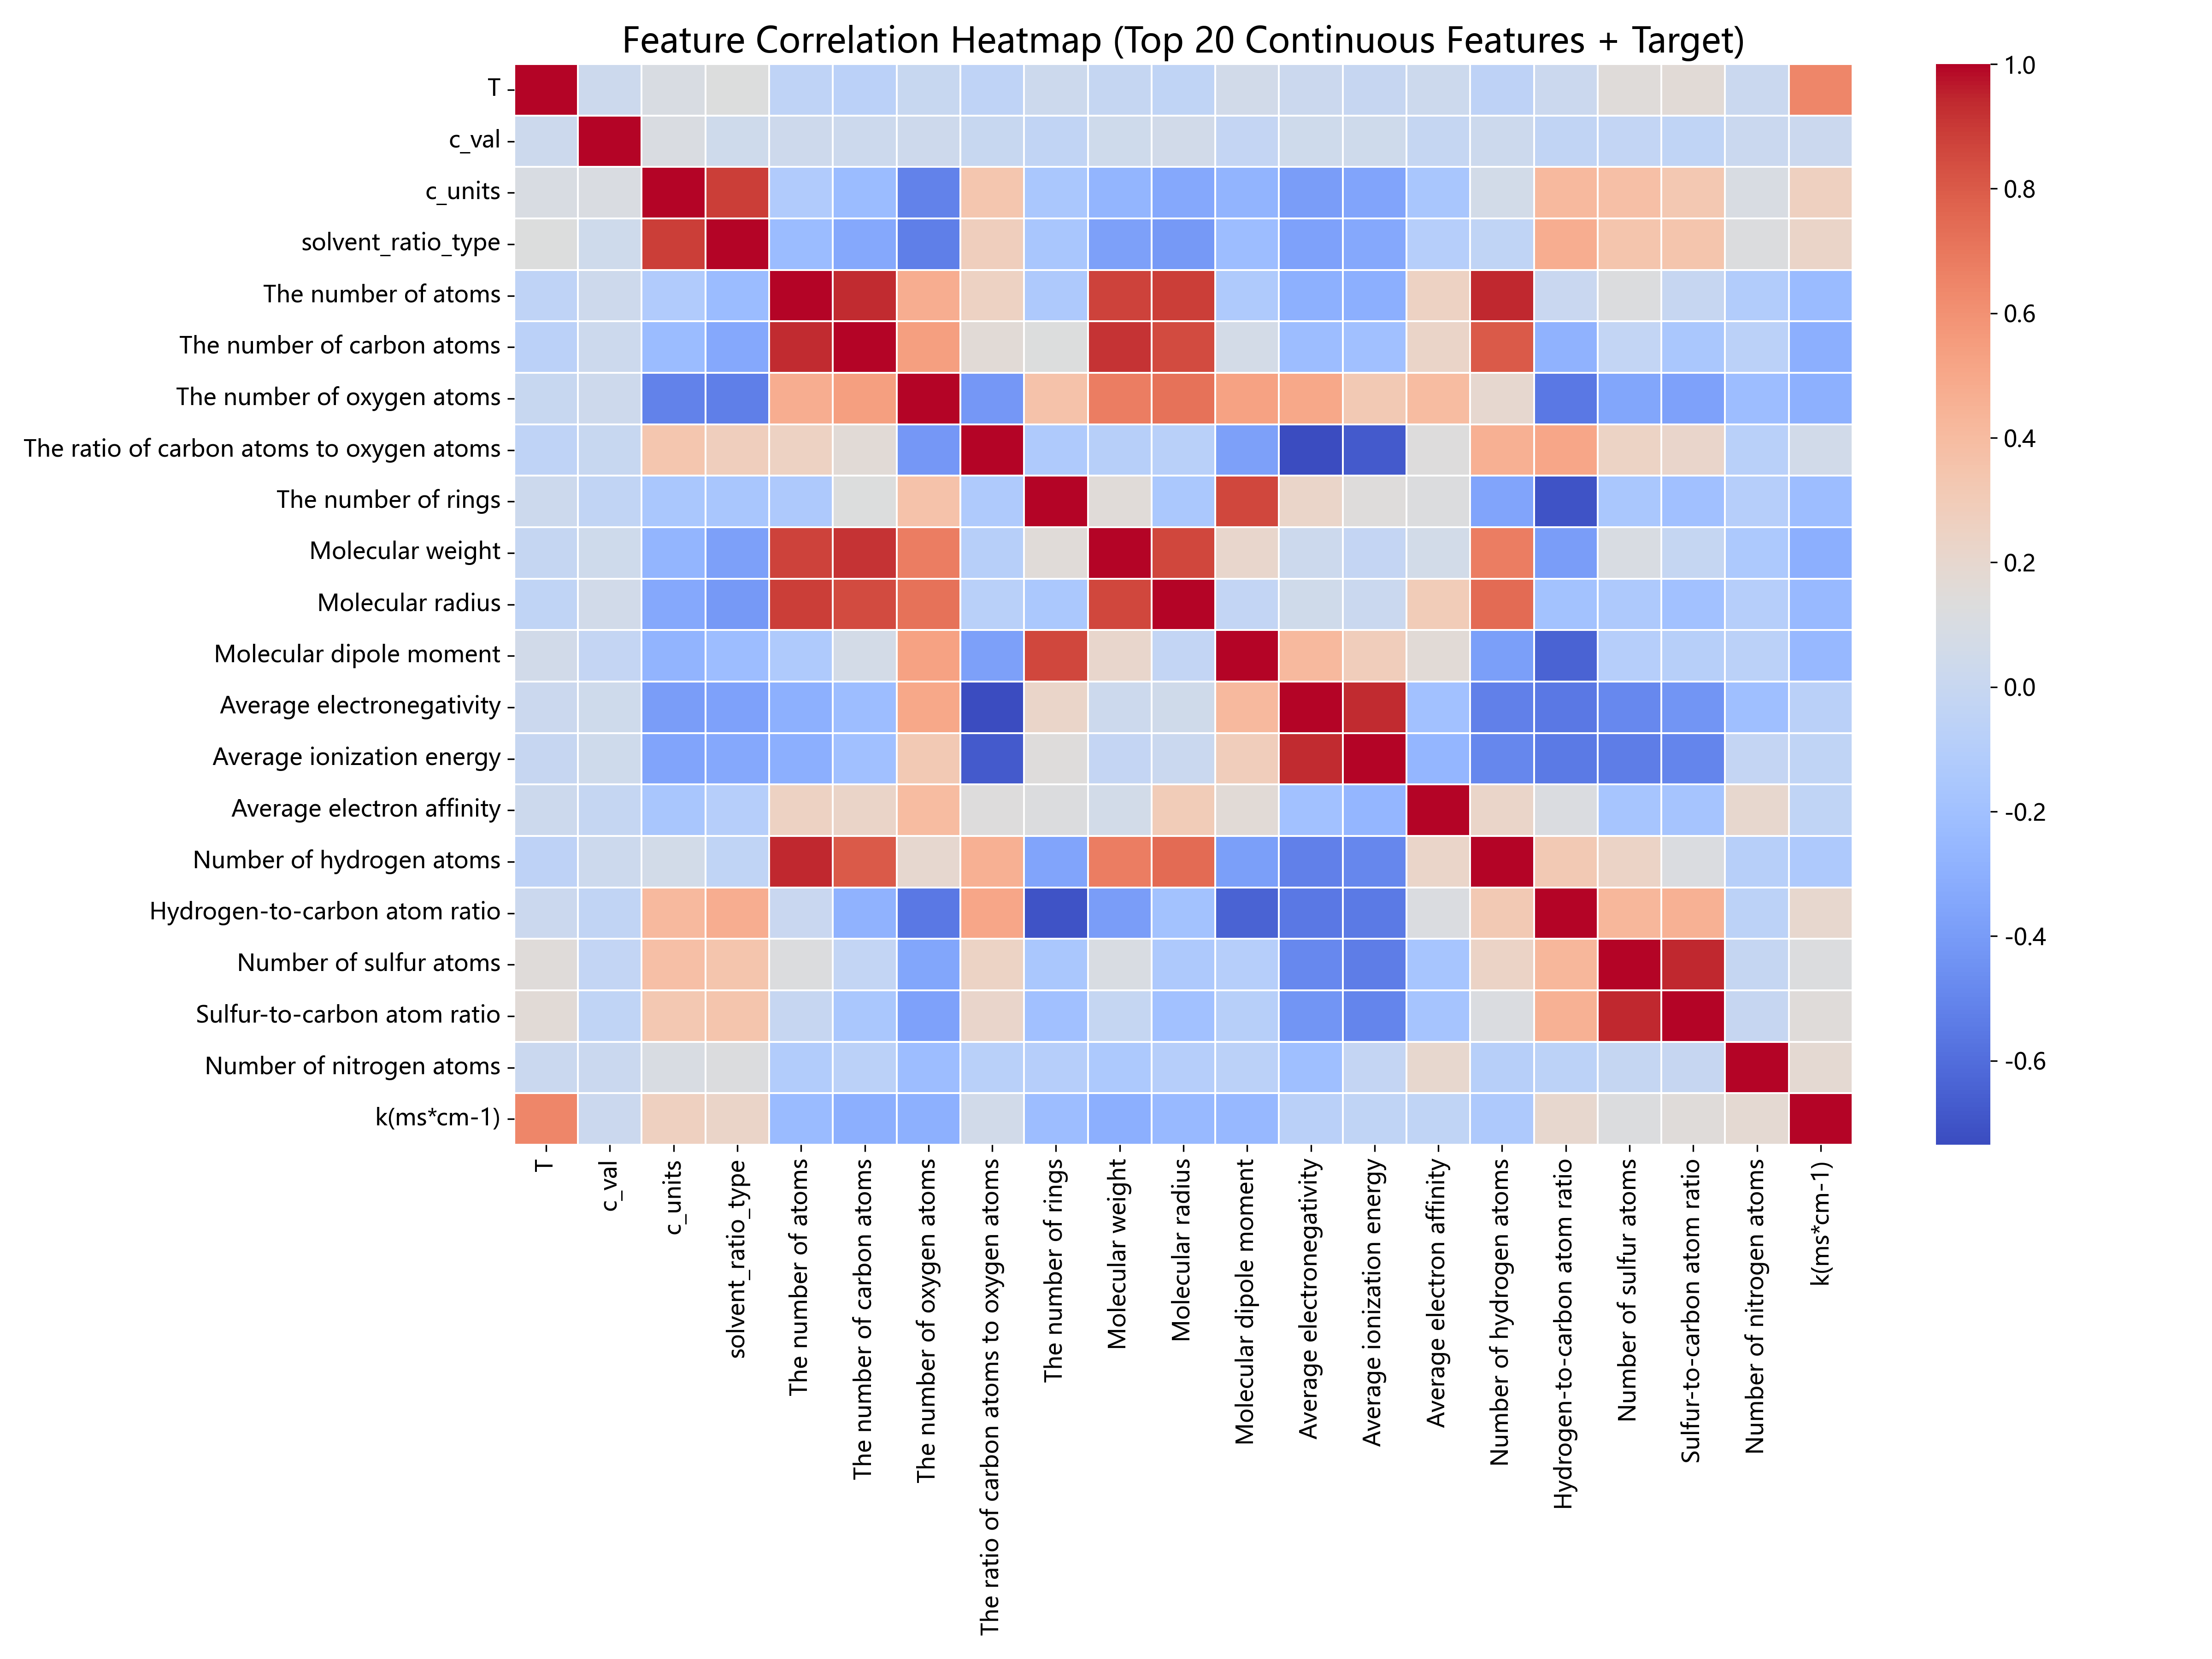 Feature Correlation Heatmap (Top 20 Continuous Features + Target)
T
c_val
c_units
solvent_ratio_type
The number of atoms
The number of carbon atoms
The number of oxygen atoms
The ratio of carbon atoms to oxygen atoms
The number of rings
Molecular weight
Molecular radius
Molecular dipole moment
Average electronegativity
Average ionization energy
Average electron affinity
Number of hydrogen atoms
Hydrogen-to-carbon atom ratio
Number of sulfur atoms
Sulfur-to-carbon atom ratio
Number of nitrogen atoms
k(ms*cm-1)
T
c_val
c_units
solvent_ratio_type
The number of atoms
The number of carbon atoms
The number of oxygen atoms
The ratio of carbon atoms to oxygen atoms
The number of rings
Molecular weight
Molecular radius
Molecular dipole moment
Average electronegativity
Average ionization energy
Average electron affinity
Number of hydrogen atoms
Hydrogen-to-carbon atom ratio
Number of sulfur atoms
Sulfur-to-carbon atom ratio
Number of nitrogen atoms
k(ms*cm-1)
1.0
0.8
0.6
0.4
0.2
0.0
-0.2
-0.4
-0.6